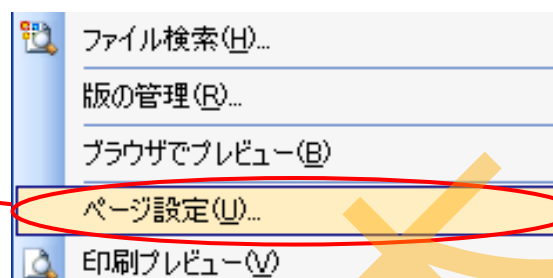 ファイル検索(H)...
版の管理(R)...
ブラウザでプレビュー(B)
ページ設定(U)...
印刷プレビュー(V)